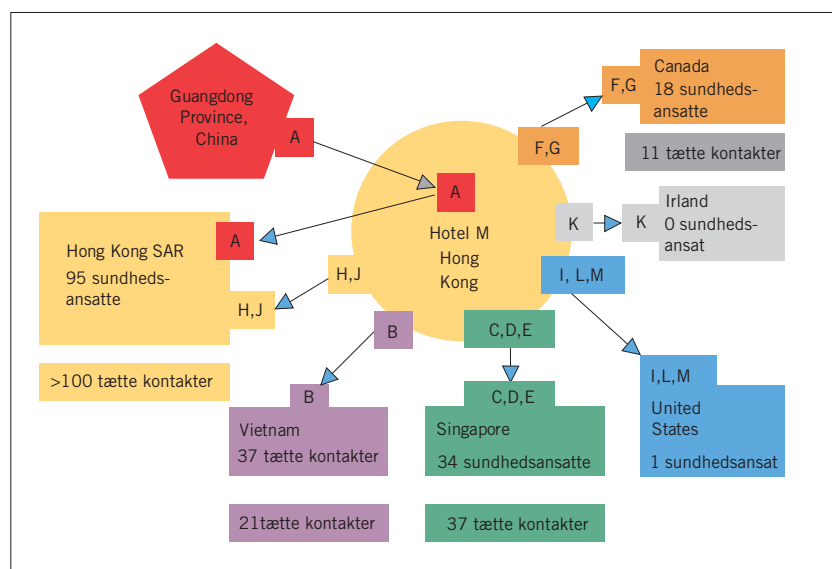 Guangdong
Province,
China
A
A
Hotel M
Hong
Kong
F,G
F,G
Canada
18 sundheds-
ansatte
11 tætte kontakter
K
K
Irland
0 sundheds-
ansat
A
Hong Kong SAR
95 sundheds-
ansatte
H,J
H,J
>100 tætte kontakter
B
B
Vietnam
37 tætte kontakter
21tætte kontakter
C,D,E
C,D,E
Singapore
34 sundhedsansatte
37 tætte kontakter
I, L,M
I,L,M
United
States
1 sundhedsansat